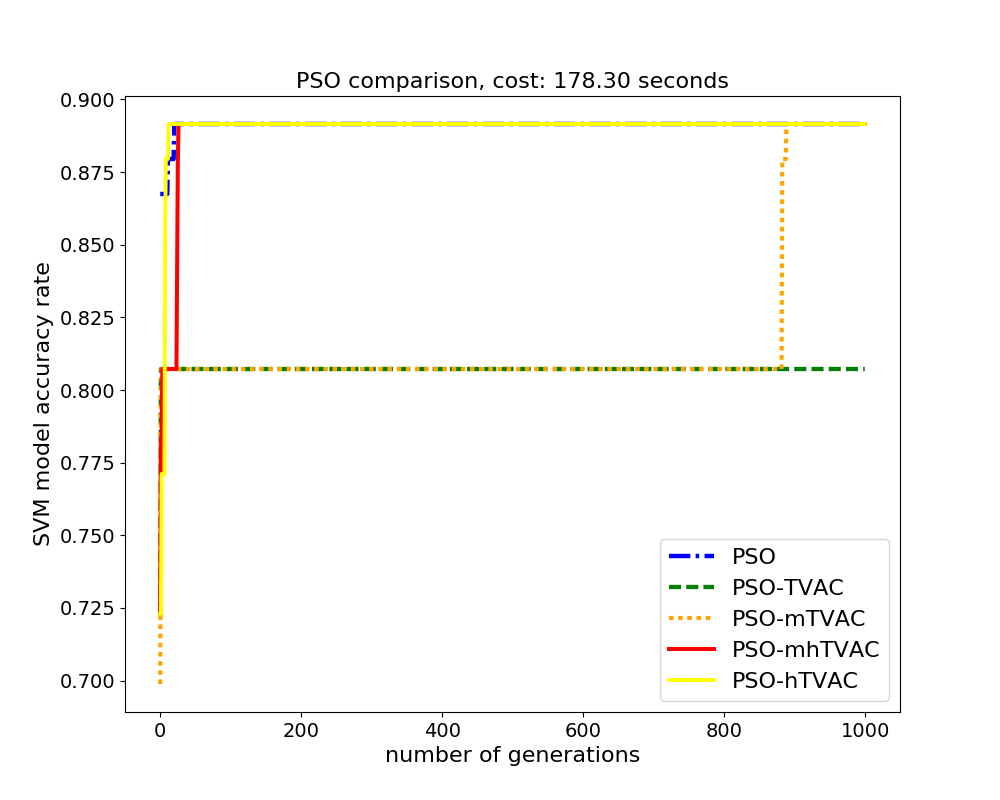 PSO comparison, cost: 178.30 seconds
0.900
0.875
0.850
0.825
0.800
0.775
0.750
0.725
0.700
SVM model accuracy rate
PSO
PSO-TVAC
PSO-mTVAC
PSO-mhTVAC
PSO-hTVAC
0 200 400 600 800 1000
number of generations